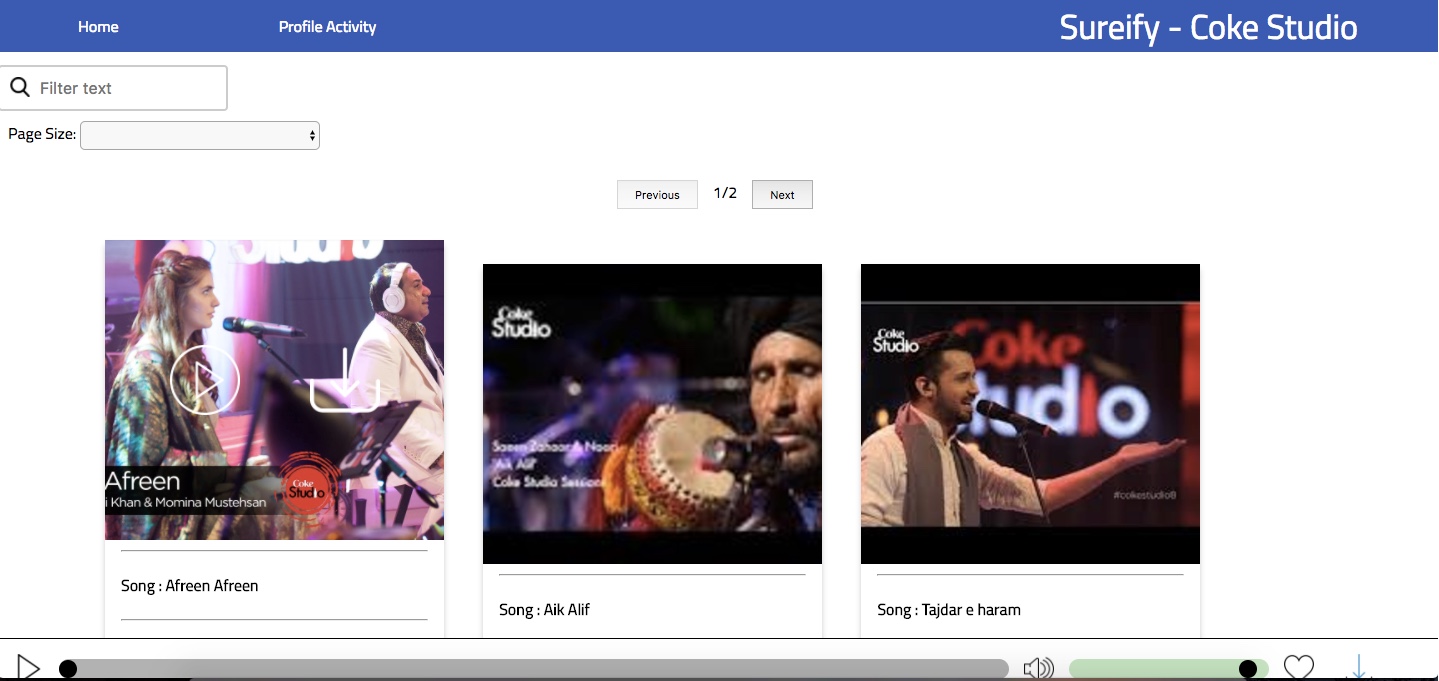 Home
Profile Activity
Sureify - Coke Studio
Filter text
Page Size:
Previous
1/2
Next
Studio
Afreen
i Khan & Momina Mustehsan
Coke
Studio
Coke
Studio
Saeen Zahoor & Noori
"Aik Alif"
Coke Studio Sessions
Coke
Studio
Coke
studio
#cokestudio8
Song : Afreen Afreen
Song : Aik Alif
Song : Tajdar e haram